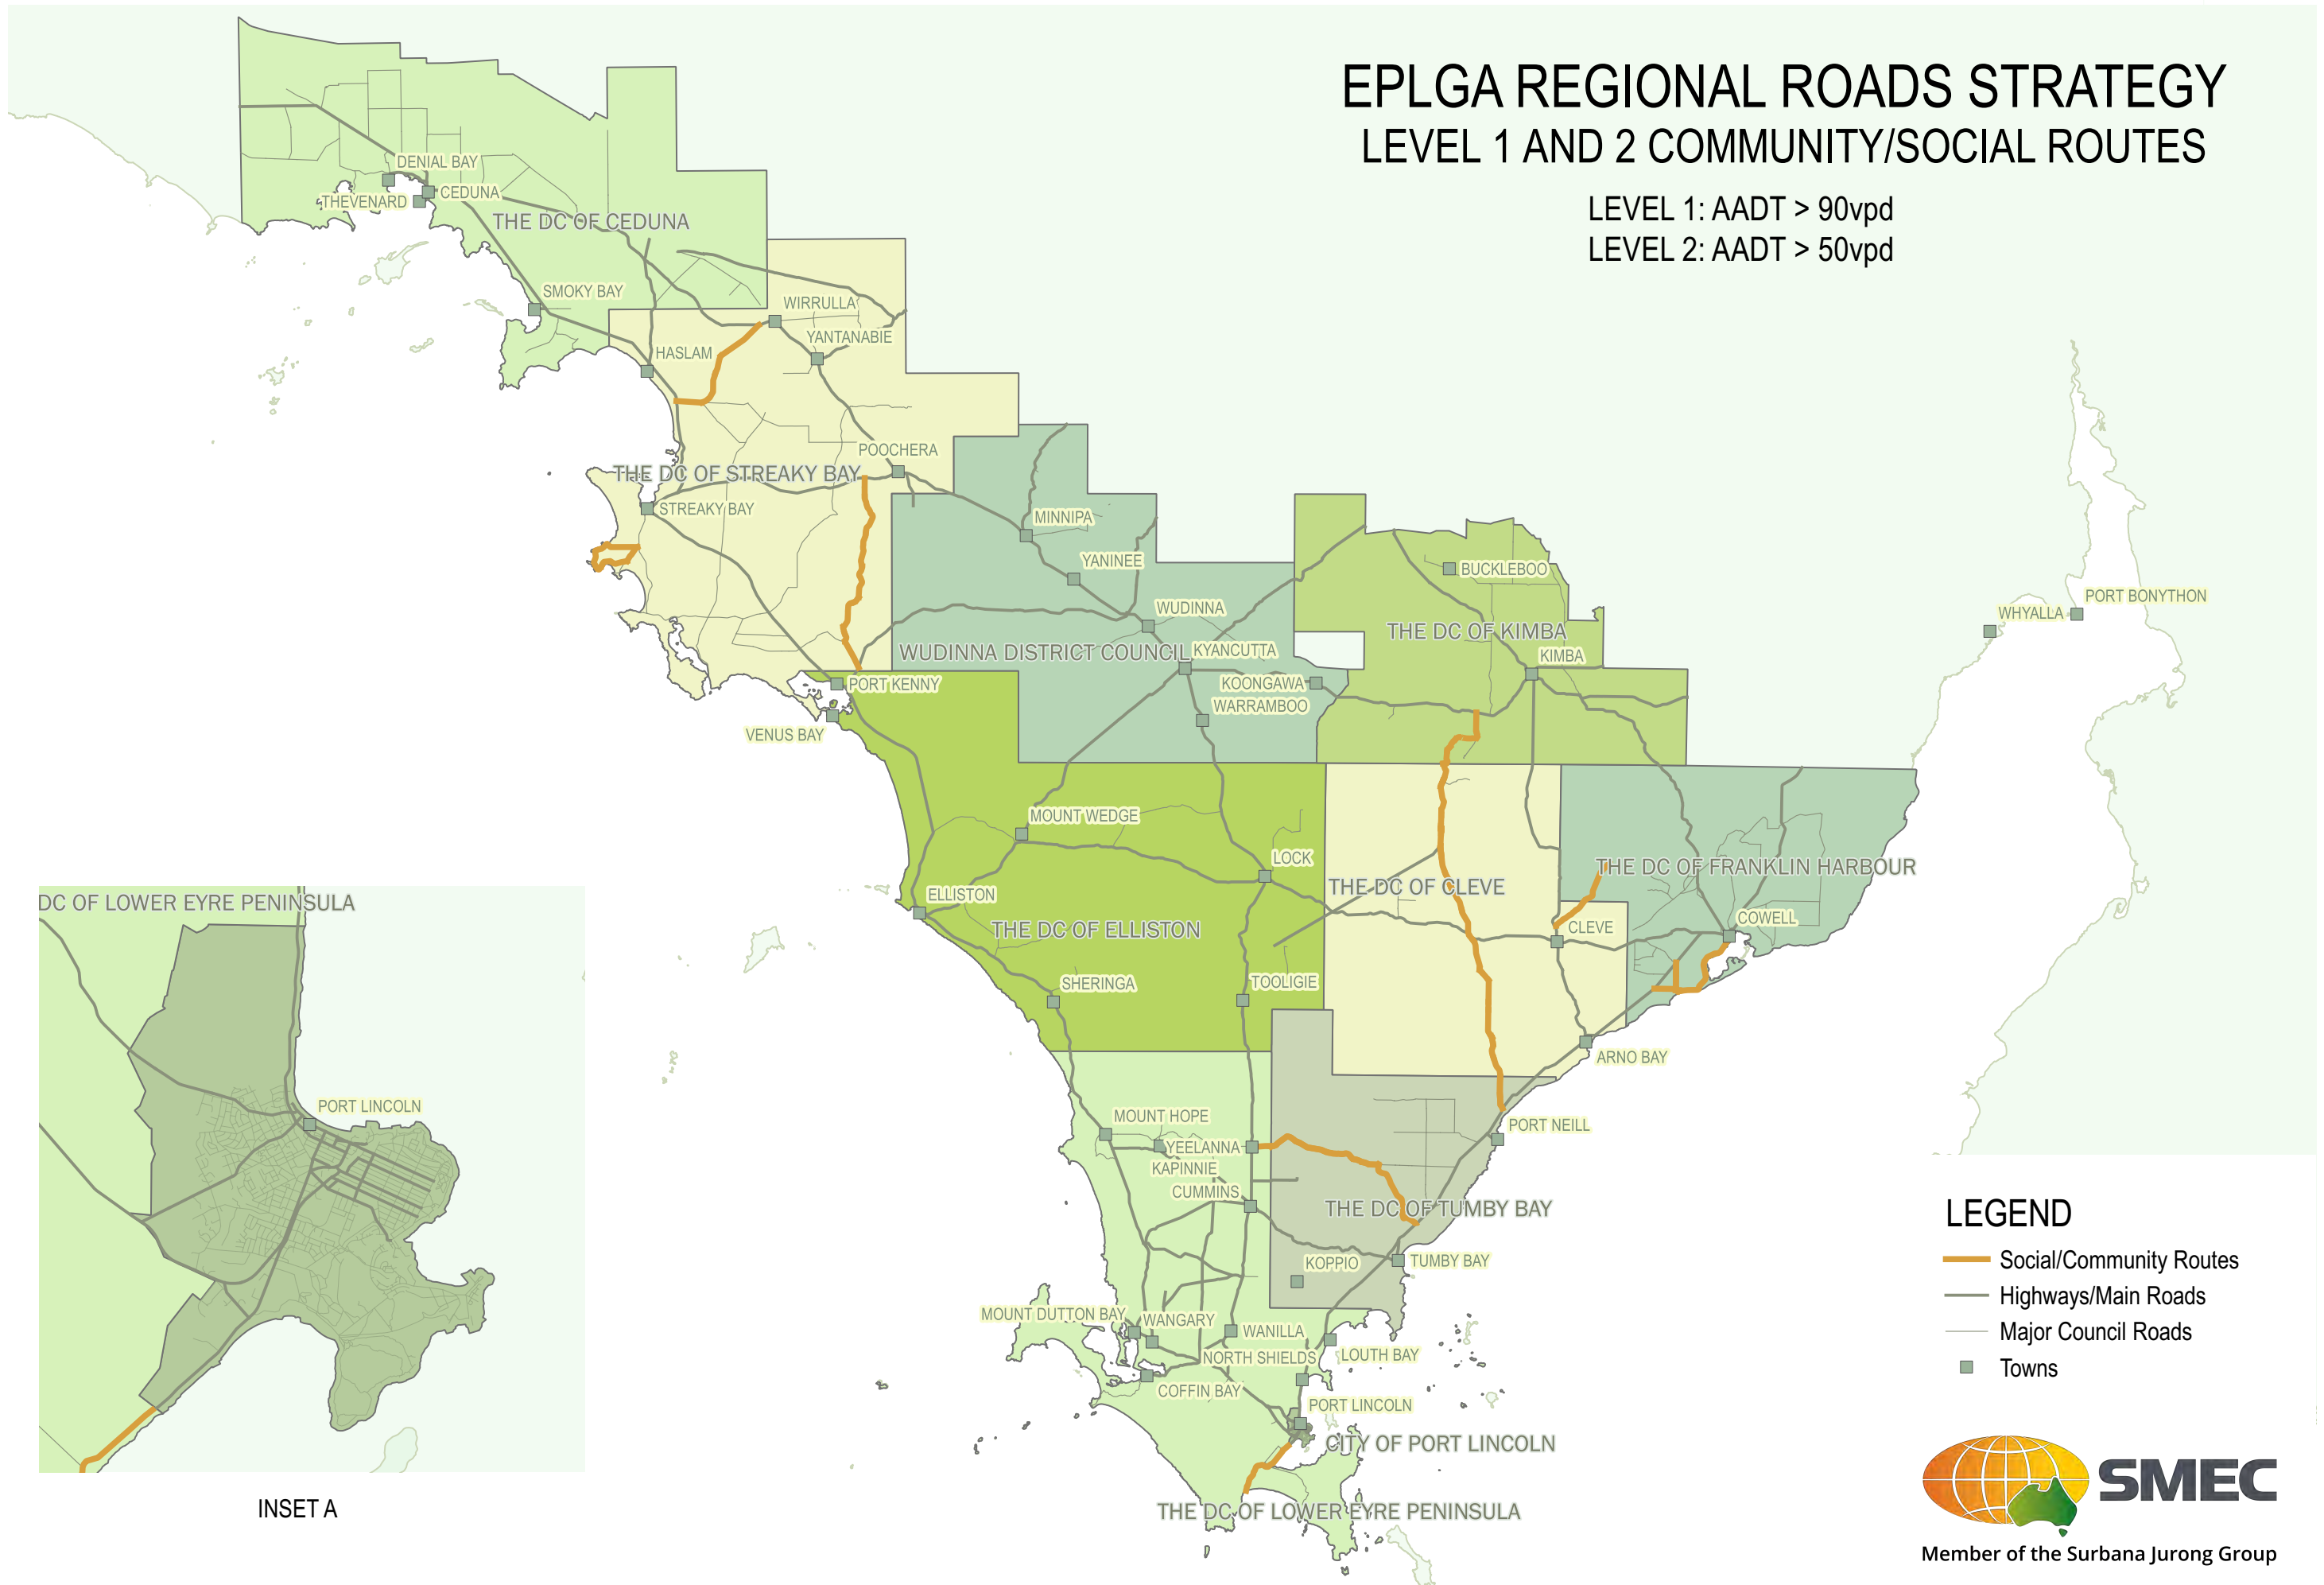 EPLGA REGIONAL ROADS STRATEGY
LEVEL 1 AND 2 COMMUNITY/SOCIAL ROUTES
LEVEL 1: AADT > 90vpd
LEVEL 2: AADT > 50vpd
DENIAL BAY
CEDUNA
THEVENARD
THE DC OF CEDUNA
SMOKY BAY
WIRRULLA
YANTANABIE
HASLAM
POOCHERA
THE DC OF STREAKY BAY
STREAKY BAY
MINNIPA
YANINEE
BUCKLEBOO
WUDINNA
PORT BONYTHON
WHYALLA
THE DC OF KIMBA
WUDINNA DISTRICT COUNCIL
KYANCUTTA
KIMBA
PORT KENNY
KOONGAWA
WARRAMBOO
VENUS BAY
MOUNT WEDGE
LOCK
THE DC OF FRANKLIN HARBOUR
THE DC OF CLEVE
ELLISTON
COWELL
CLEVE
THE DC OF ELLISTON
SHERINGA
TOOLIGIE
ARNO BAY
MOUNT HOPE
PORT NEILL
YEELANNA
KAPINNIE
CUMMINS
THE DC OF TUMBY BAY
KOPPIO
TUMBY BAY
MOUNT DUTTON BAY
WANGARY
WANILLA
NORTH SHIELDS
LOUTH BAY
COFFIN BAY
PORT LINCOLN
CITY OF PORT LINCOLN
THE DC OF LOWER EYRE PENINSULA
DC OF LOWER EYRE PENINSULA
PORT LINCOLN
INSET A
LEGEND
Social/Community Routes
Highways/Main Roads
Major Council Roads
Towns
SMEC
Member of the Surbana Jurong Group